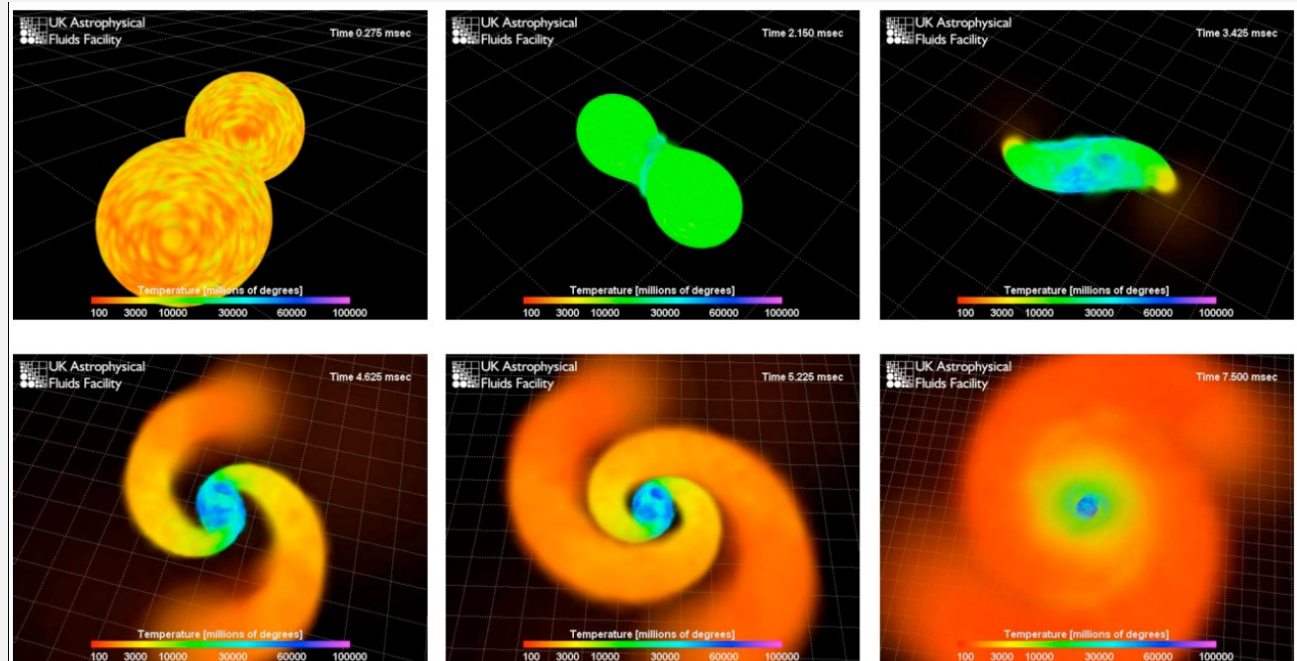 UK Astrophysical
Fluids Facility
Time 0.275 msec
Temperature [millions of degrees]
100 3000 10000 30000 60000 100000
UK Astrophysical
Fluids Facility
Time 2.150 msec
Temperature [millions of degrees]
100 3000 10000 30000 60000 100000
UK Astrophysical
Fluids Facility
Time 3.425 msec
Temperature [millions of degrees]
100 3000 10000 30000 60000 100000
UK Astrophysical
Fluids Facility
Time 4.625 msec
Temperature [millions of degrees]
100 3000 10000 30000 60000 100000
UK Astrophysical
Fluids Facility
Time 5.225 msec
Temperature [millions of degrees]
100 3000 10000 30000 60000 100000
UK Astrophysical
Fluids Facility
Time 7.500 msec
Temperature [millions of degrees]
100 3000 10000 30000 60000 100000